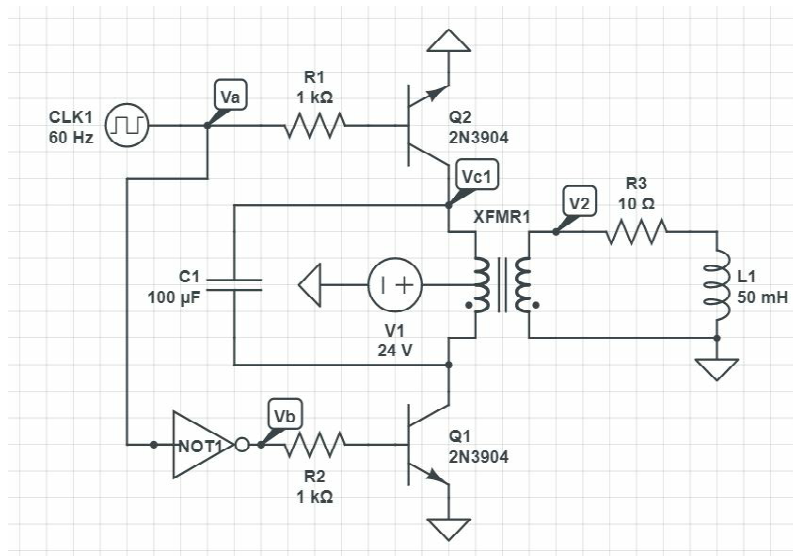 R1
1 kΩ
Va
CLK1
60 Hz
Q2
2N3904
Vc1
XFMR1
V2
R3
10 Ω
C1
100 μF
V1
24 V
L1
50 mH
Vb
NOT1
R2
1 kΩ
Q1
2N3904